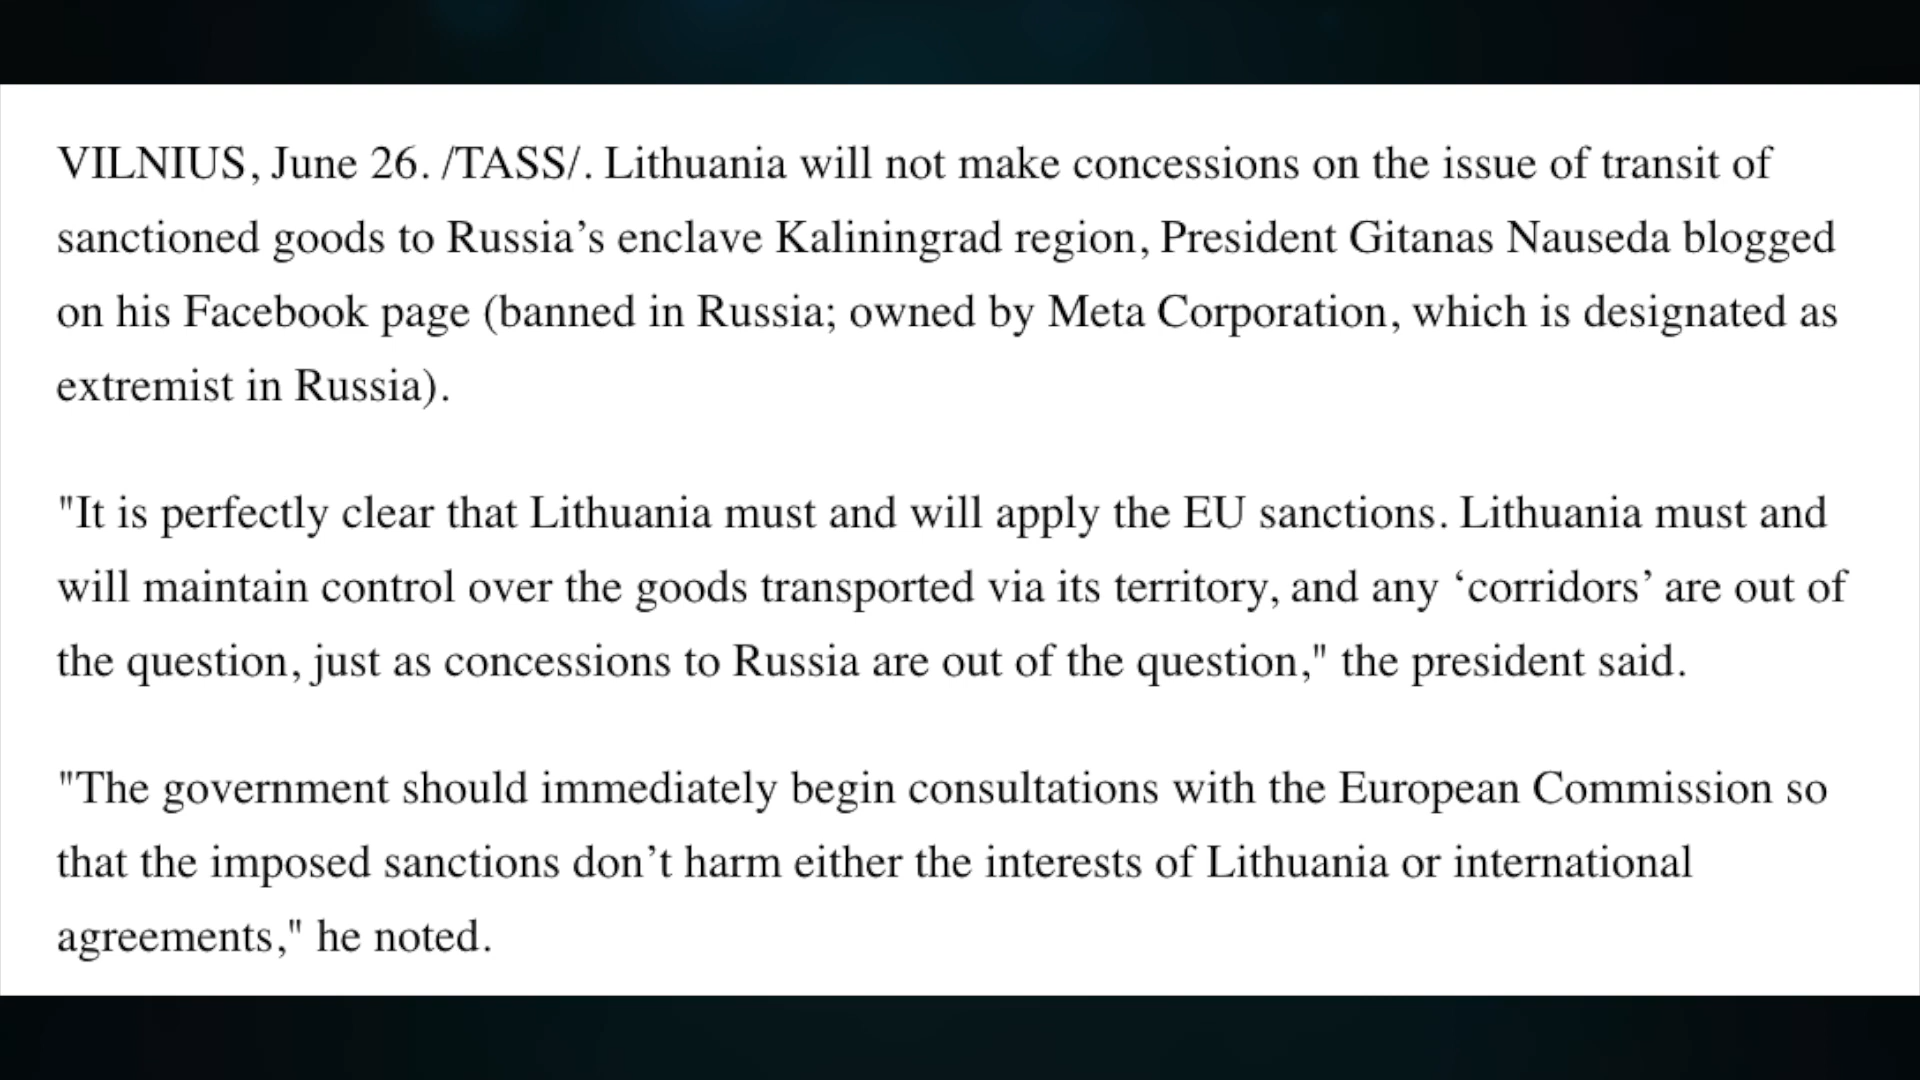 VILNIUS, June 26. /TASS/. Lithuania will not make concessions on the issue of transit of
sanctioned goods to Russia’s enclave Kaliningrad region, President Gitanas Nauseda blogged
on his Facebook page (banned in Russia; owned by Meta Corporation, which is designated as
extremist in Russia).
"It is perfectly clear that Lithuania must and will apply the EU sanctions. Lithuania must and
will maintain control over the goods transported via its territory, and any ‘corridors’ are out of
the question, just as concessions to Russia are out of the question," the president said.
"The government should immediately begin consultations with the European Commission so
that the imposed sanctions don’t harm either the interests of Lithuania or international
agreements," he noted.